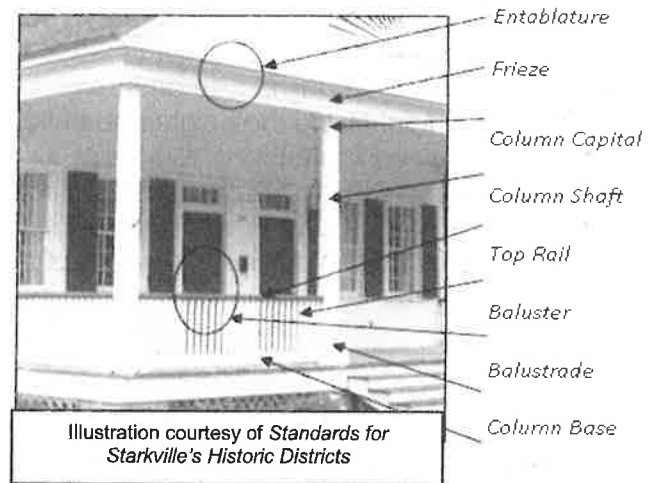 Entablature
Frieze
Column Capital
Column Shaft
Top Rail
Baluster
Balustrade
Column Base
Illustration courtesy of Standards for
Starkville's Historic Districts